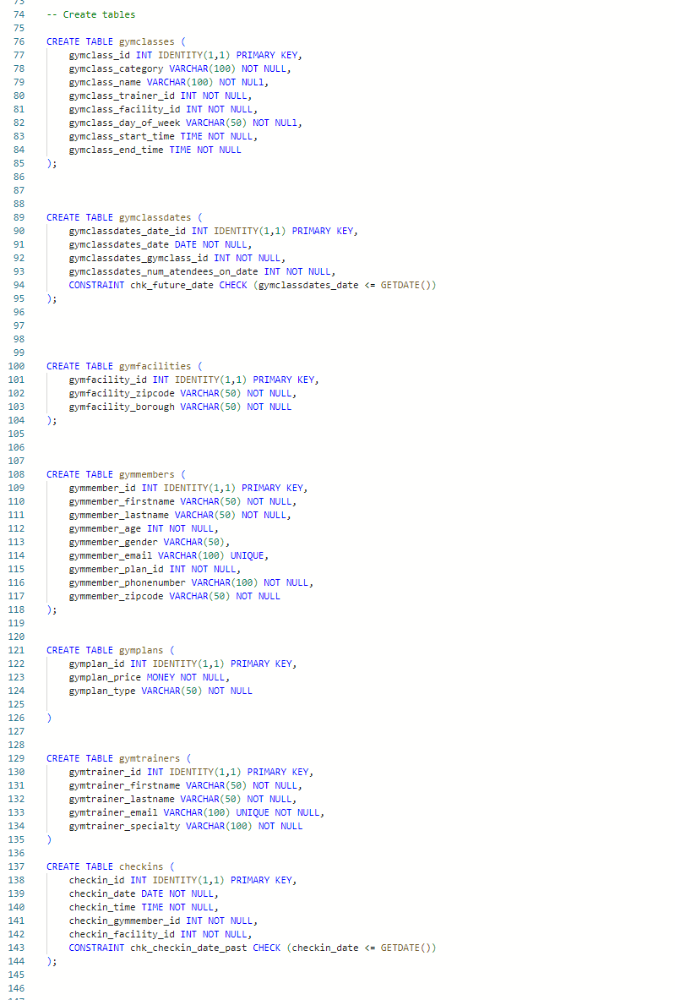 73
74 -- Create tables
75
76 CREATE TABLE gymclasses (
77 gymclass_id INT IDENTITY(1,1) PRIMARY KEY,
78 gymclass_category VARCHAR(100) NOT NULL,
79 gymclass_name VARCHAR(100) NOT NULl,
80 gymclass_trainer_id INT NOT NULL,
81 gymclass_facility_id INT NOT NULL,
82 gymclass_day_of_week VARCHAR(50) NOT NULl,
83 gymclass_start_time TIME NOT NULL,
84 gymclass_end_time TIME NOT NULL
85 );
86
87
88
89 CREATE TABLE gymclassdates (
90 gymclassdates_date_id INT IDENTITY(1,1) PRIMARY KEY,
91 gymclassdates_date DATE NOT NULL,
92 gymclassdates_gymclass_id INT NOT NULL,
93 gymclassdates_num_atendees_on_date INT NOT NULL,
94 CONSTRAINT chk_future_date CHECK (gymclassdates_date <= GETDATE())
95 );
96
97
98
99
100 CREATE TABLE gymfacilities (
101 gymfacility_id INT IDENTITY(1,1) PRIMARY KEY,
102 gymfacility_zipcode VARCHAR(50) NOT NULL,
103 gymfacility_borough VARCHAR(50) NOT NULL
104 );
105
106
107
108 CREATE TABLE gymmembers (
109 gymmember_id INT IDENTITY(1,1) PRIMARY KEY,
110 gymmember_firstname VARCHAR(50) NOT NULL,
111 gymmember_lastname VARCHAR(50) NOT NULL,
112 gymmember_age INT NOT NULL,
113 gymmember_gender VARCHAR(50),
114 gymmember_email VARCHAR(100) UNIQUE,
115 gymmember_plan_id INT NOT NULL,
116 gymmember_phonenumber VARCHAR(100) NOT NULL,
117 gymmember_zipcode VARCHAR(50) NOT NULL
118 );
119
120
121 CREATE TABLE gymplans (
122 gymplan_id INT IDENTITY(1,1) PRIMARY KEY,
123 gymplan_price MONEY NOT NULL,
124 gymplan_type VARCHAR(50) NOT NULL
125
126 )
127
128
129 CREATE TABLE gymtrainers (
130 gymtrainer_id INT IDENTITY(1,1) PRIMARY KEY,
131 gymtrainer_firstname VARCHAR(50) NOT NULL,
132 gymtrainer_lastname VARCHAR(50) NOT NULL,
133 gymtrainer_email VARCHAR(100) UNIQUE NOT NULL,
134 gymtrainer_specialty VARCHAR(100) NOT NULL
135 )
136
137 CREATE TABLE checkins (
138 checkin_id INT IDENTITY(1,1) PRIMARY KEY,
139 checkin_date DATE NOT NULL,
140 checkin_time TIME NOT NULL,
141 checkin_gymmember_id INT NOT NULL,
142 checkin_facility_id INT NOT NULL,
143 CONSTRAINT chk_checkin_date_past CHECK (checkin_date <= GETDATE())
144 );
145
146